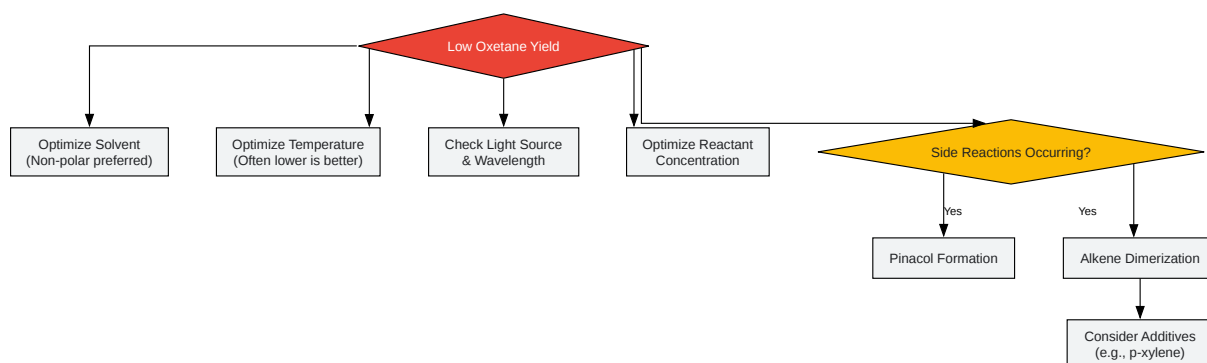 Low Oxetane Yield
Optimize Solvent
(Non-polar preferred)
Optimize Temperature
(Often lower is better)
Check Light Source
& Wavelength
Optimize Reactant
Concentration
Side Reactions Occurring?
Yes
Yes
Pinacol Formation
Alkene Dimerization
Consider Additives
(e.g., p-xylene)